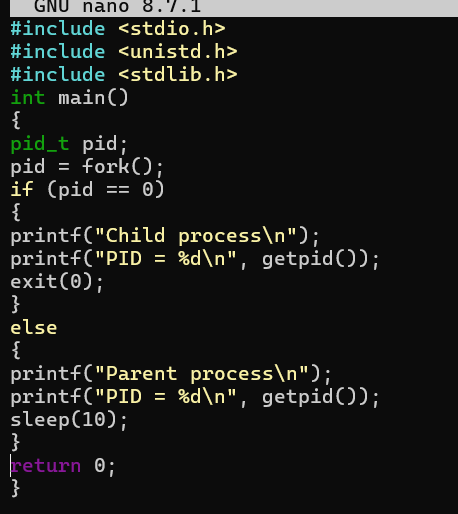 GNU nano 8.7.1
#include <stdio.h>
#include <unistd.h>
#include <stdlib.h>
int main()
{
pid_t pid;
pid = fork();
if (pid == 0)
{
printf("Child process\n");
printf("PID = %d\n", getpid());
exit(0);
}
else
{
printf("Parent process\n");
printf("PID = %d\n", getpid());
sleep(10);
}
return 0;
}